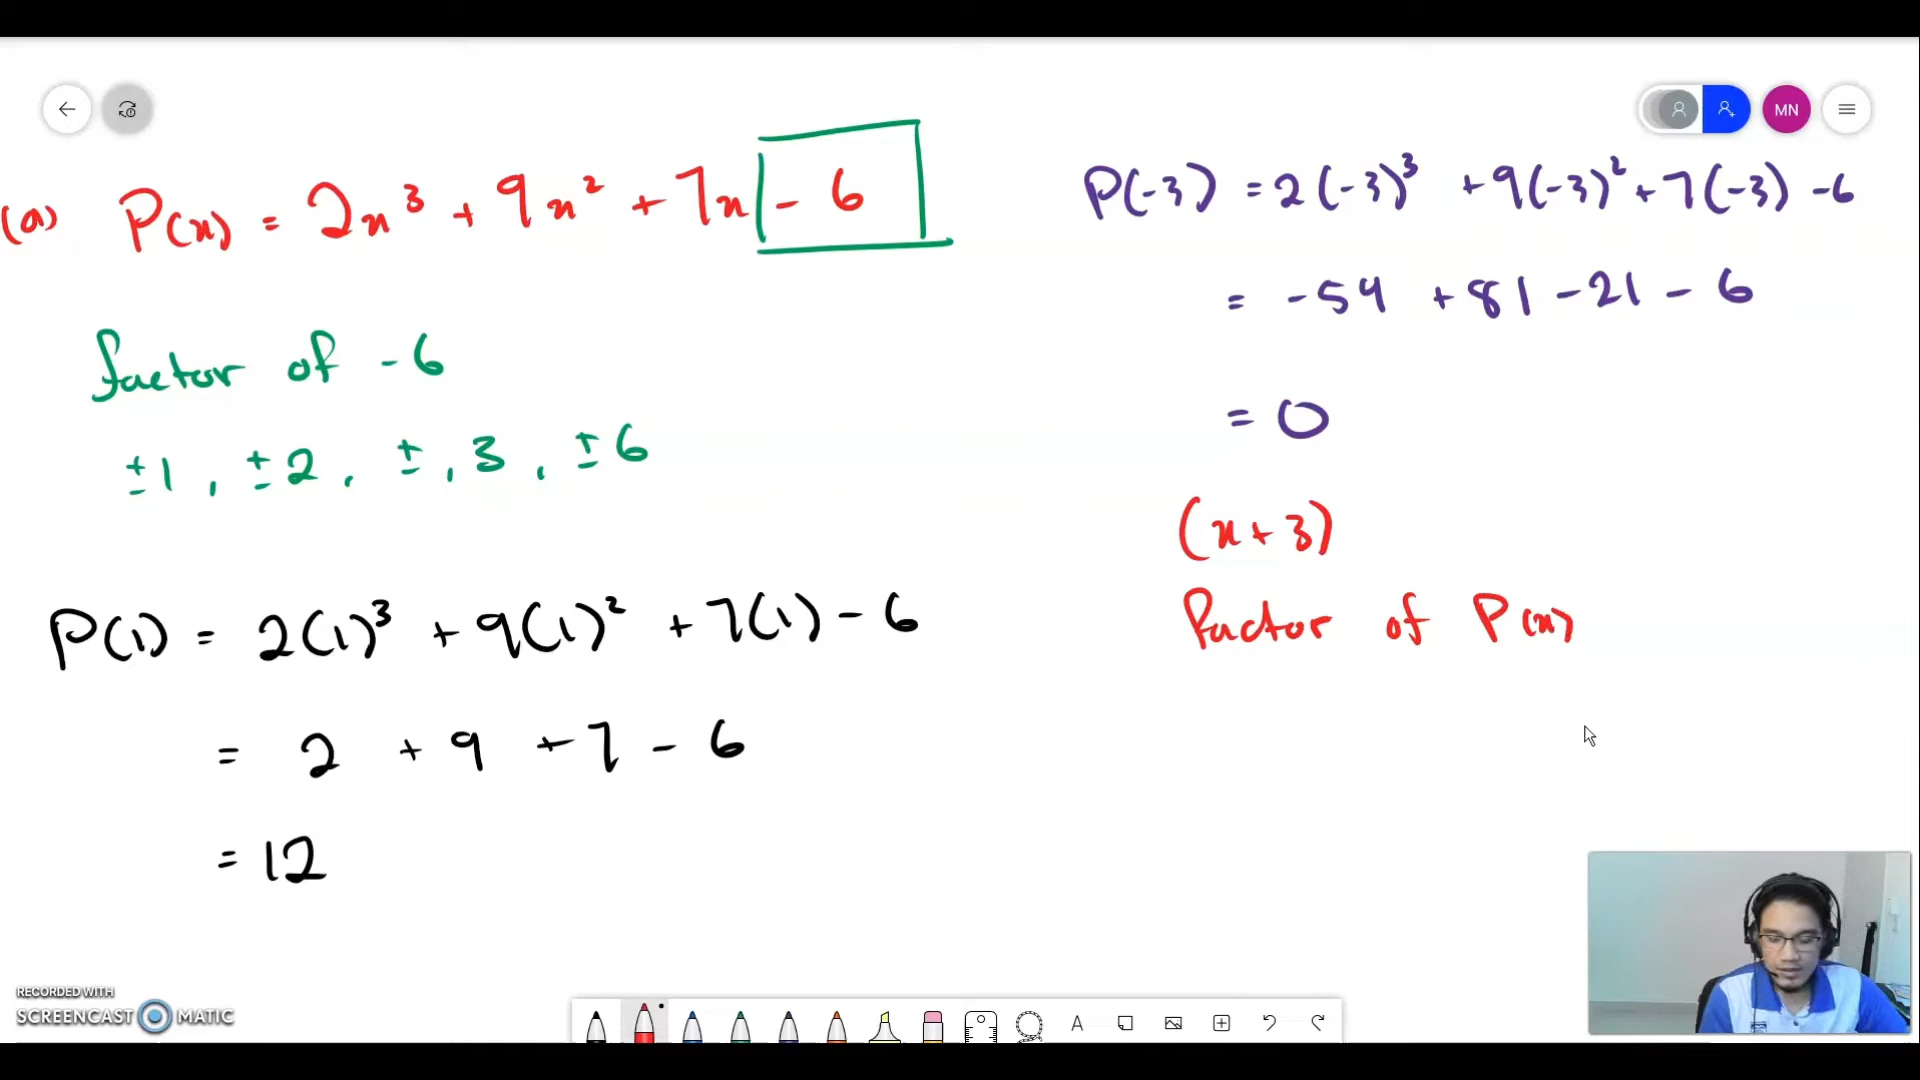 (a) P(x) = 2x³ + 9x² + 7x - 6
factor of -6
±1, ±2, ±, 3, ±6
P(1) = 2(1)³ + 9(1)² + 7(1) - 6
= 2 + 9 + 7 - 6
= 12
MN
P(-3) = 2(-3)³ + 9(-3)² + 7(-3) - 6
= -54 + 81 - 21 - 6
= 0
(x+3)
Factor of P(x)
RECORDED WITH
SCREENCAST MATIC
A